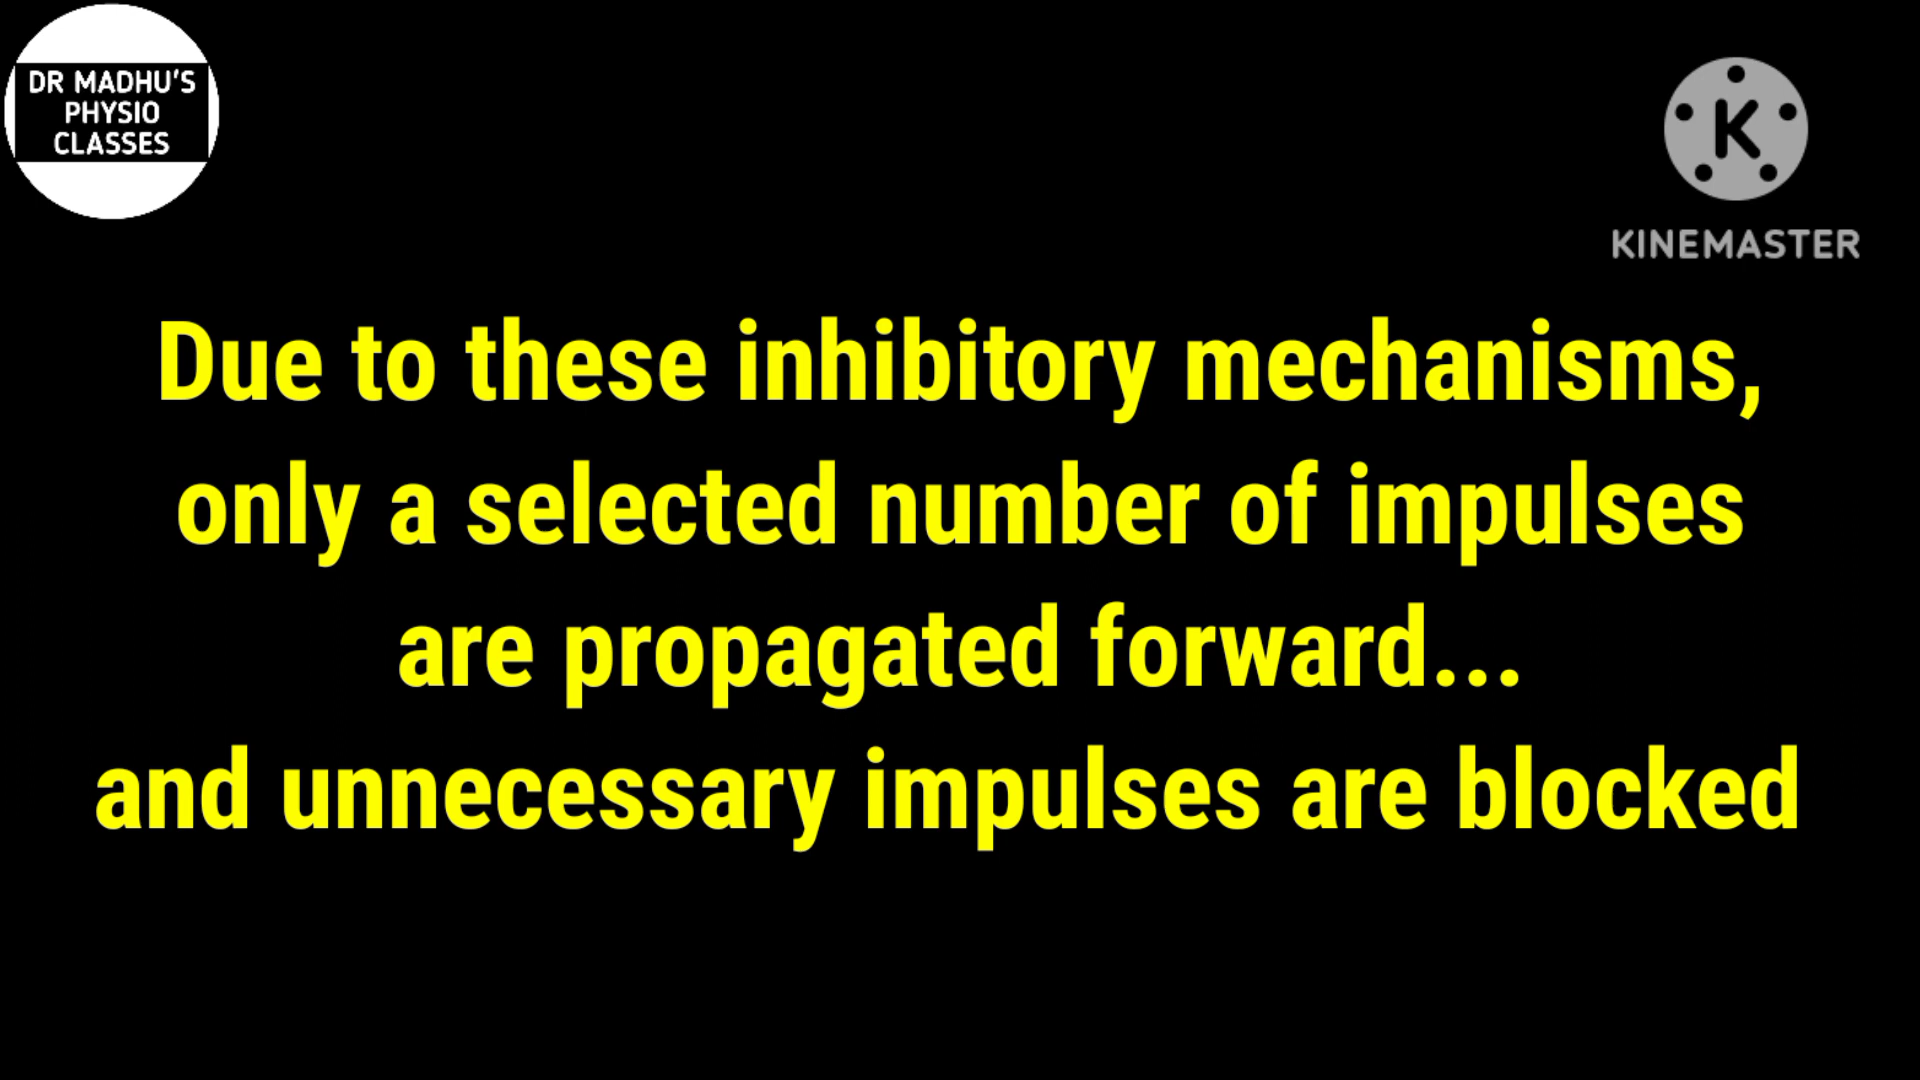 DR MADHU'S
PHYSIO
CLASSES
K
KINEMASTER
Due to these inhibitory mechanisms,
only a selected number of impulses
are propagated forward...
and unnecessary impulses are blocked